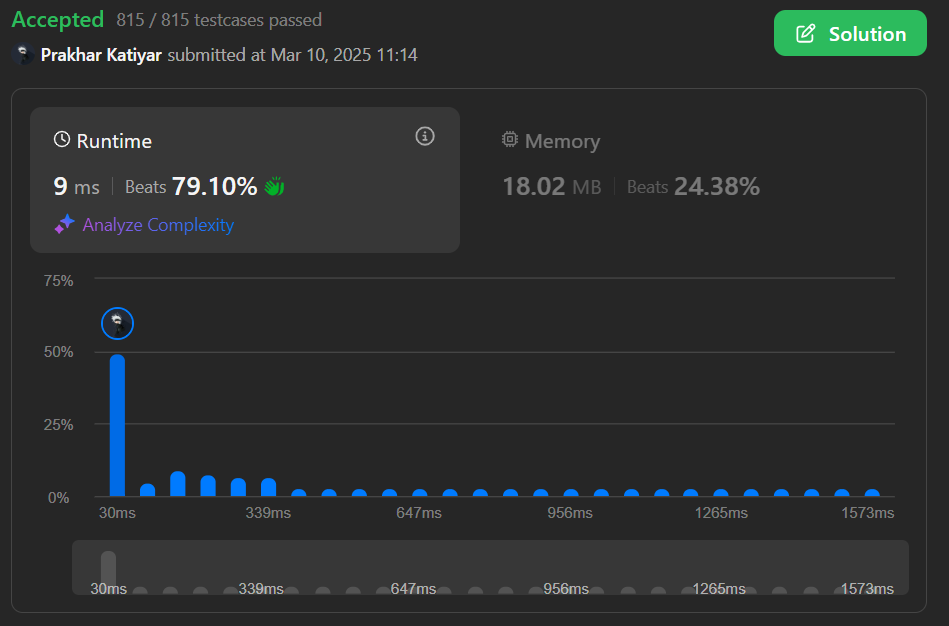 Accepted 815 / 815 testcases passed
Prakhar Katiyar submitted at Mar 10, 2025 11:14
Solution
Runtime
9 ms Beats 79.10%
Analyze Complexity
Memory
18.02 MB Beats 24.38%
75%
50%
25%
0%
30ms 339ms 647ms 956ms 1265ms 1573ms
30ms 339ms 647ms 956ms 1265ms 1573ms